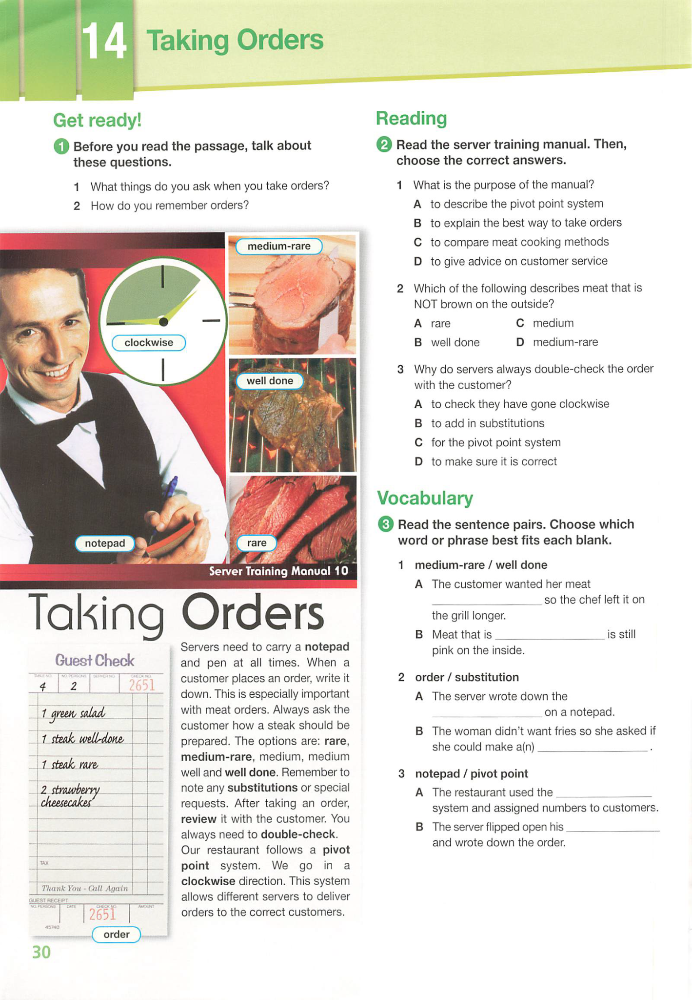 14
Taking Orders
Get ready!
1 Before you read the passage, talk about
these questions.
1 What things do you ask when you take orders?
2 How do you remember orders?
medium-rare
clockwise
well done
notepad
rare
Server Training Manual 10
Taking Orders
Guest Check
TABLE NO. NO. PERSONS SERVER NO. CHECK NO.
4 2 2651
1 green salad
1 steak well-done
1 steak rare
2 strawberry
cheesecakes
TAX
Thank You - Call Again
GUEST RECEIPT
NO. PERSONS DATE CHECK NO. AMOUNT
2651
45740
order
Servers need to carry a notepad
and pen at all times. When a
customer places an order, write it
down. This is especially important
with meat orders. Always ask the
customer how a steak should be
prepared. The options are: rare,
medium-rare, medium, medium
well and well done. Remember to
note any substitutions or special
requests. After taking an order,
review it with the customer. You
always need to double-check.
Our restaurant follows a pivot
point system. We go in a
clockwise direction. This system
allows different servers to deliver
orders to the correct customers.
30
Reading
2 Read the server training manual. Then,
choose the correct answers.
1 What is the purpose of the manual?
A to describe the pivot point system
B to explain the best way to take orders
C to compare meat cooking methods
D to give advice on customer service
2 Which of the following describes meat that is
NOT brown on the outside?
A rare C medium
B well done D medium-rare
3 Why do servers always double-check the order
with the customer?
A to check they have gone clockwise
B to add in substitutions
C for the pivot point system
D to make sure it is correct
Vocabulary
3 Read the sentence pairs. Choose which
word or phrase best fits each blank.
1 medium-rare / well done
A The customer wanted her meat
________________ so the chef left it on
the grill longer.
B Meat that is ________________ is still
pink on the inside.
2 order / substitution
A The server wrote down the
________________ on a notepad.
B The woman didn't want fries so she asked if
she could make a(n) ________________ .
3 notepad / pivot point
A The restaurant used the ______________
system and assigned numbers to customers.
B The server flipped open his ______________
and wrote down the order.